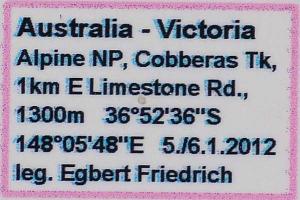 Australia - Victoria
Alpine NP, Cobberas Tk,
1km E Limestone Rd.,
1300m 36°52'36"S
148°05'48"E 5./6.1.2012
leg. Egbert Friedrich